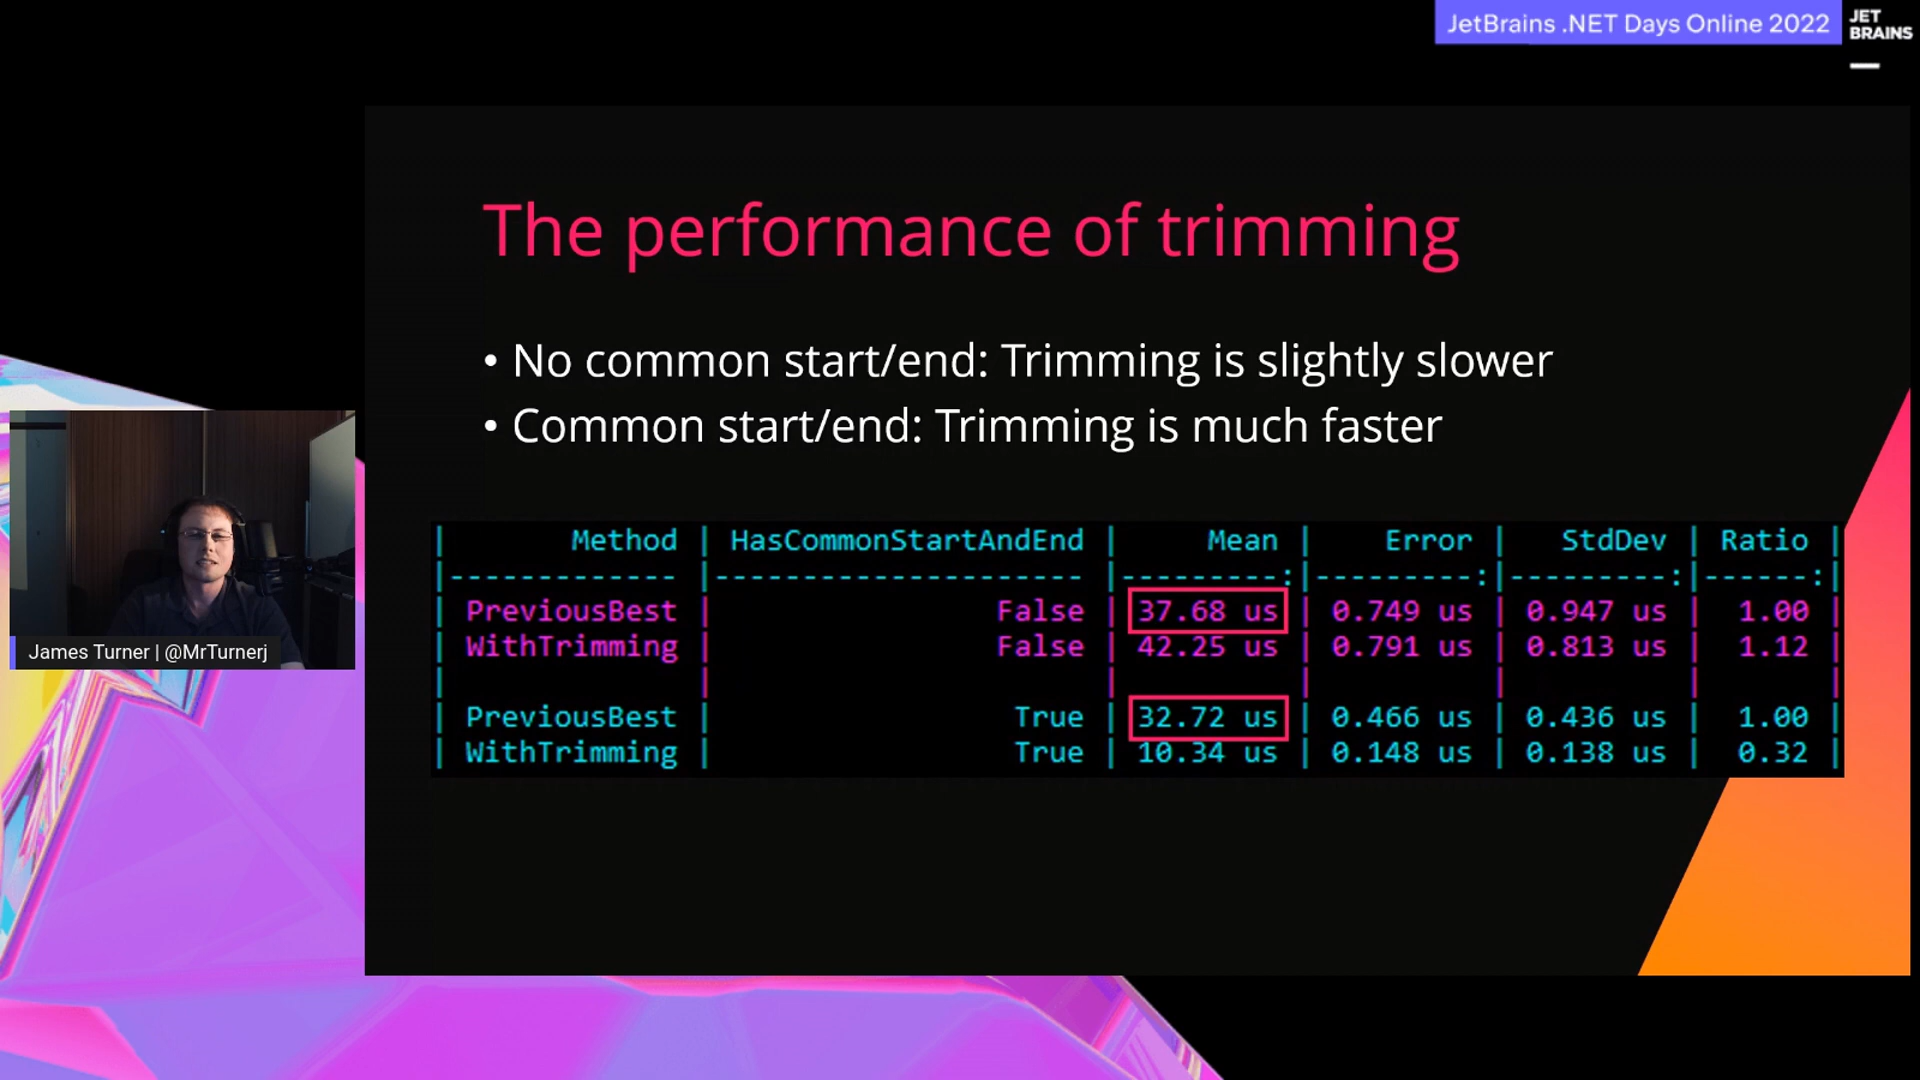 JetBrains .NET Days Online 2022
JET
BRAINS
The performance of trimming
• No common start/end: Trimming is slightly slower
• Common start/end: Trimming is much faster
| Method | HasCommonStartAndEnd | Mean | Error | StdDev | Ratio |
|------------- |--------------------- |---------:|---------:|---------:|------:|
| PreviousBest | False | 37.68 us | 0.749 us | 0.947 us | 1.00 |
| WithTrimming | False | 42.25 us | 0.791 us | 0.813 us | 1.12 |
| | | | | | |
| PreviousBest | True | 32.72 us | 0.466 us | 0.436 us | 1.00 |
| WithTrimming | True | 10.34 us | 0.148 us | 0.138 us | 0.32 |
James Turner | @MrTurnerj